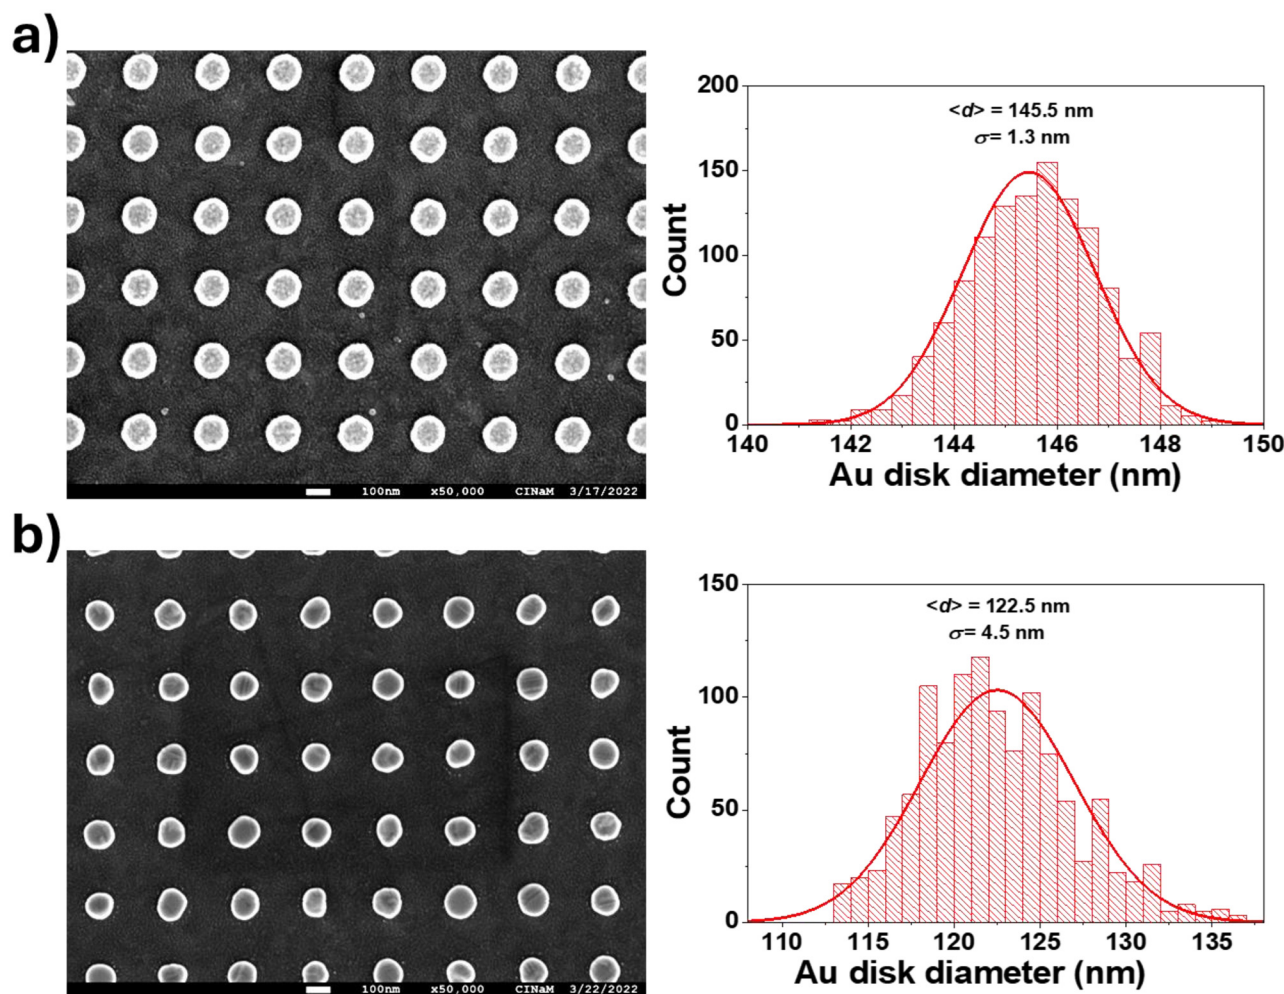 a)
<d> = 145.5 nm
σ= 1.3 nm
200
150
100
50
0
Count
140 142 144 146 148 150
Au disk diameter (nm)
100nm x50,000 CINaM 3/17/2022
b)
<d> = 122.5 nm
σ= 4.5 nm
150
100
50
0
Count
110 115 120 125 130 135
Au disk diameter (nm)
100nm x50,000 CINaM 3/22/2022